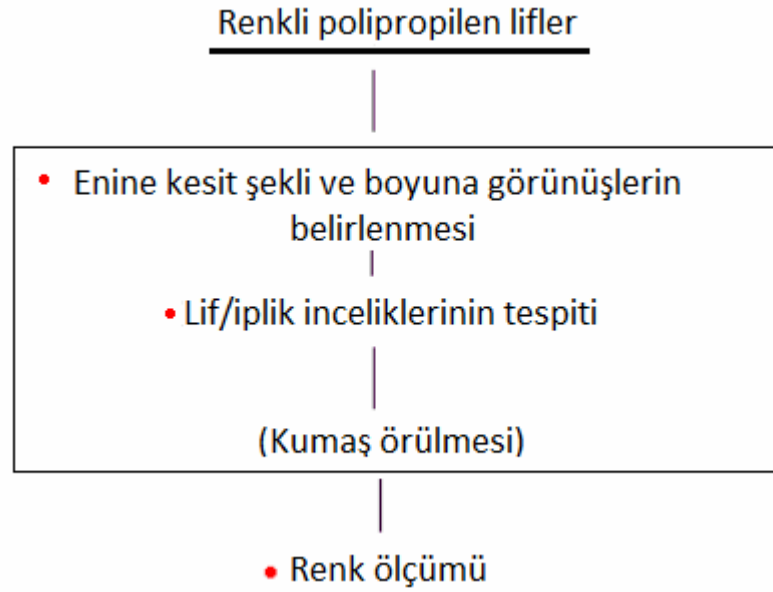 Renkli polipropilen lifler
• Enine kesit şekli ve boyuna görünüşlerin
belirlenmesi
• Lif/iplik inceliklerinin tespiti
(Kumaş örülmesi)
• Renk ölçümü